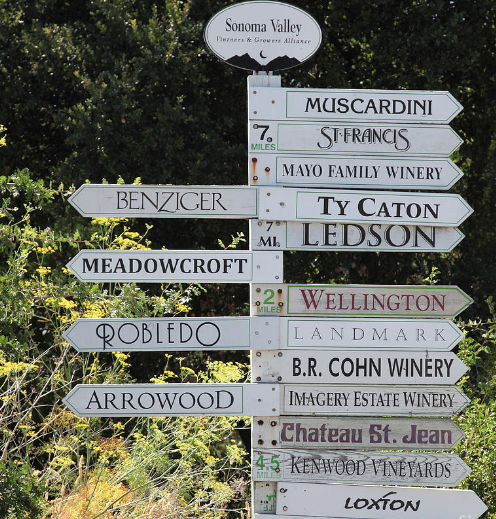 Sonoma Valley
Vintners & Growers Alliance
MUSCARDINI
7 MILES
ST. FRANCIS
MAYO FAMILY WINERY
BENZIGER
TY CATON
7 MI.
LEDSON
MEADOWCROFT
2 MILES
WELLINGTON
ROBLEDO
LANDMARK
B.R. COHN WINERY
ARROWOOD
IMAGERY ESTATE WINERY
Chateau St. Jean
4.5 MILES
KENWOOD VINEYARDS
LOXTON